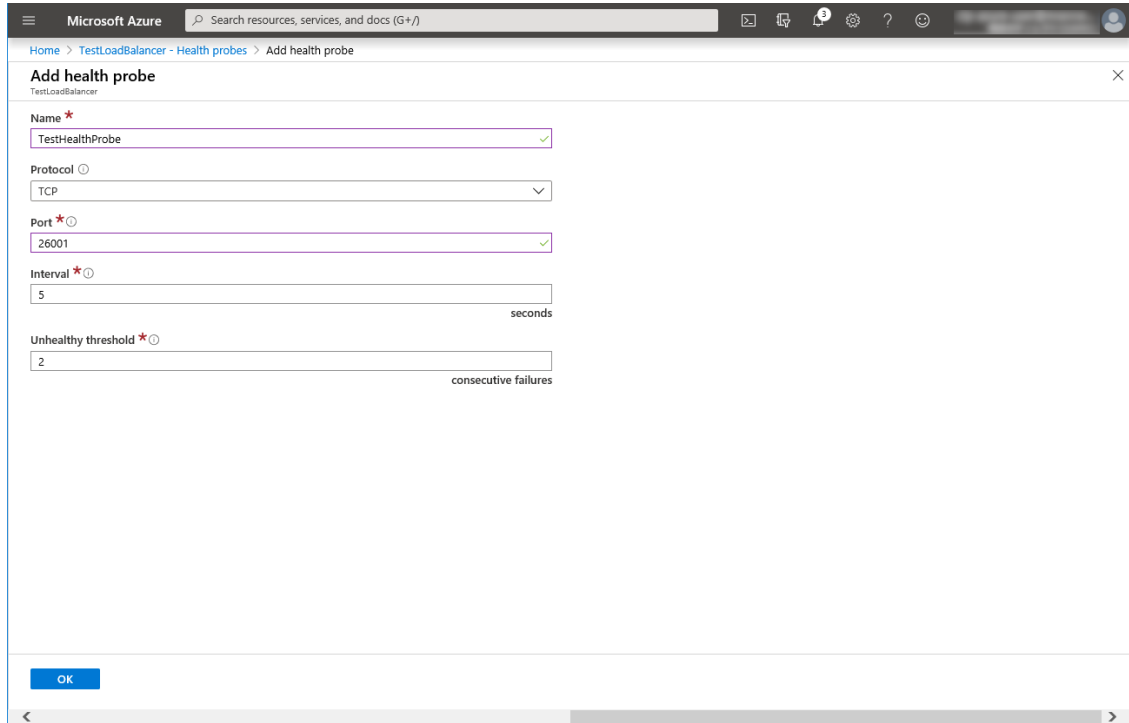 Microsoft Azure
Search resources, services, and docs (G+/)
3
?
Home > TestLoadBalancer - Health probes > Add health probe
Add health probe
TestLoadBalancer
Name *
TestHealthProbe
Protocol
TCP
Port *
26001
Interval *
5
seconds
Unhealthy threshold *
2
consecutive failures
OK